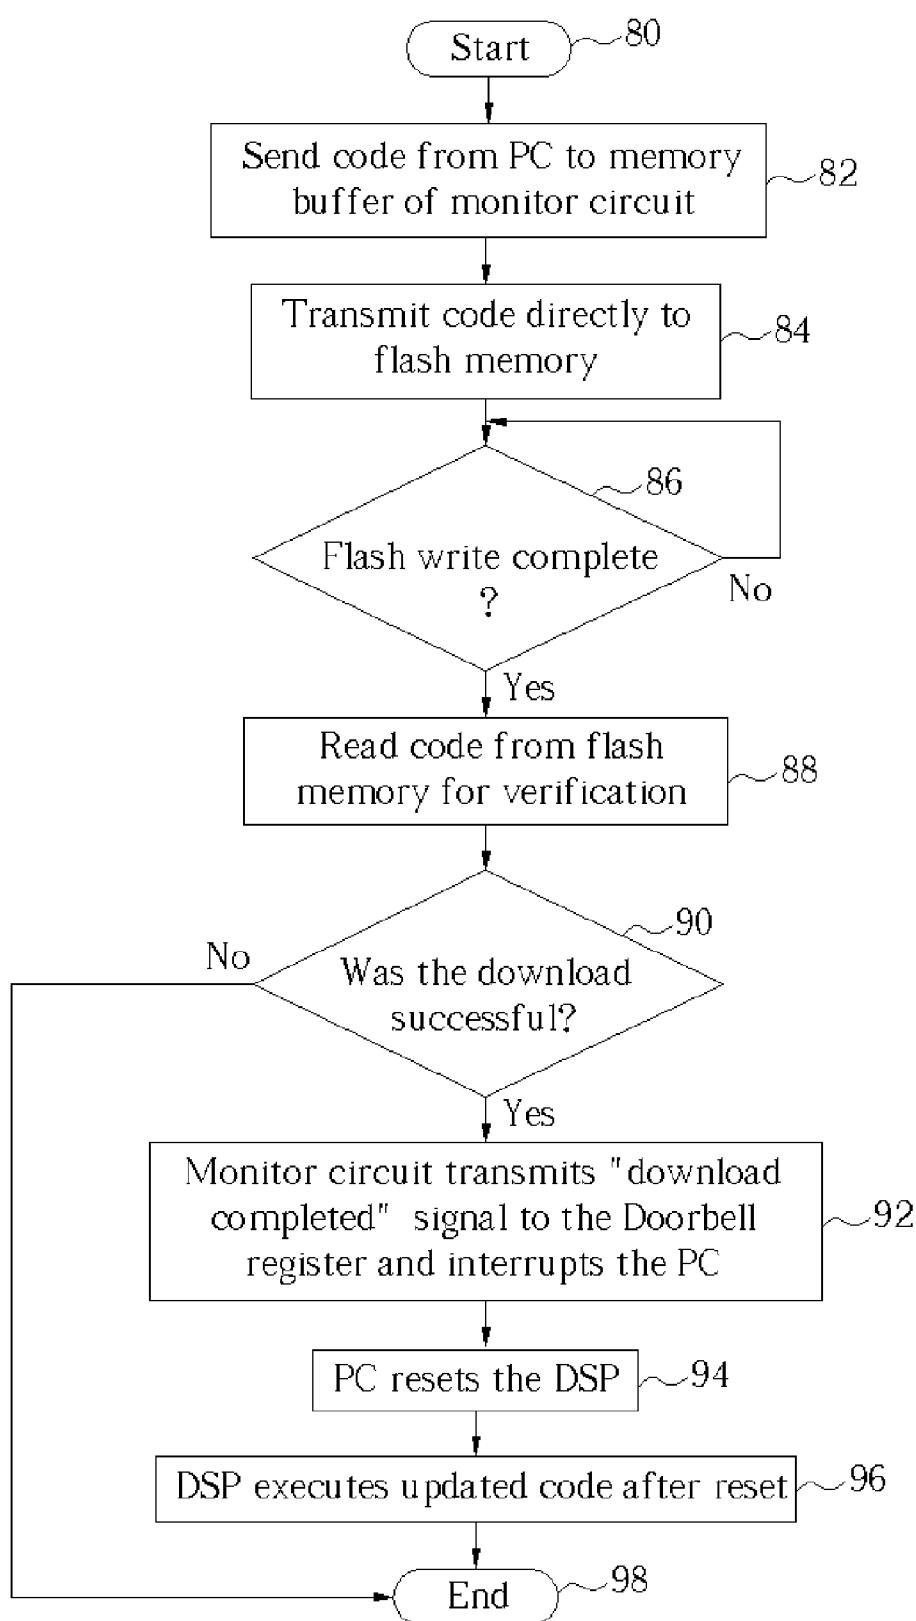 Start
80
Send code from PC to memory
buffer of monitor circuit
82
Transmit code directly to
flash memory
84
86
Flash write complete
?
No
Yes
Read code from flash
memory for verification
88
90
No
Was the download
successful?
Yes
Monitor circuit transmits "download
completed" signal to the Doorbell
register and interrupts the PC
92
PC resets the DSP
94
DSP executes updated code after reset
96
End
98